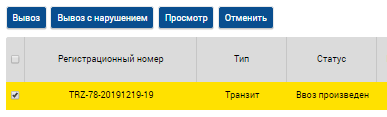 Вывоз Вывоз с нарушением Просмотр Отменить
Регистрационный номер Тип Статус
TRZ-78-20191219-19 Транзит Ввоз произведен